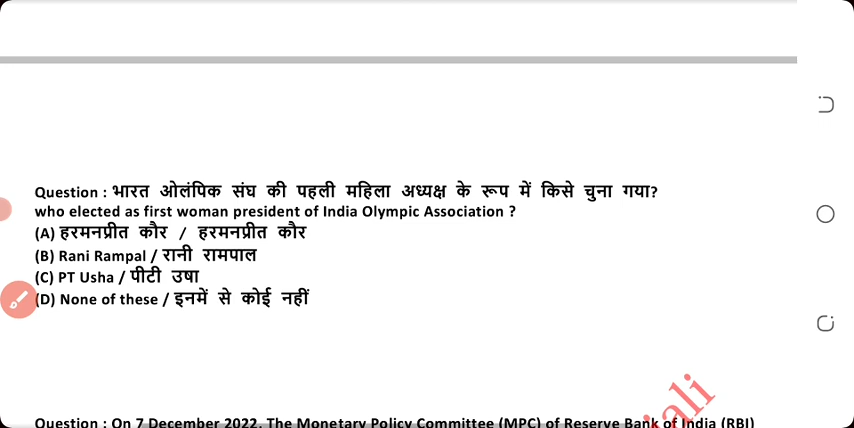 Question : भारत ओलंपिक संघ की पहली महिला अध्यक्ष के रूप में किसे चुना गया?
who elected as first woman president of India Olympic Association ?
(A) हरमनप्रीत कौर / हरमनप्रीत कौर
(B) Rani Rampal / रानी रामपाल
(C) PT Usha / पीटी उषा
(D) None of these / इनमें से कोई नहीं
ali
Question : On 7 December 2022, The Monetary Policy Committee (MPC) of Reserve Bank of India (RBI)